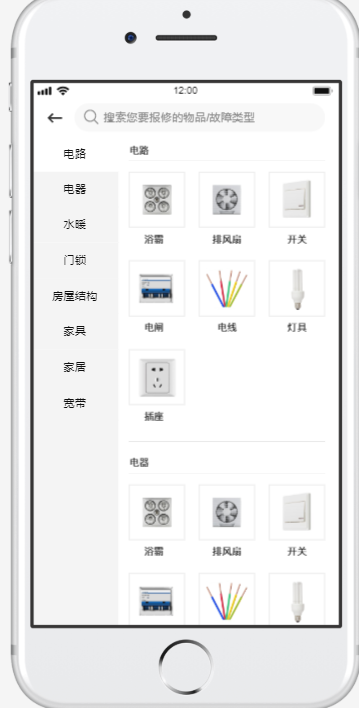 12:00
搜索您要报修的物品/故障类型
电路
电器
水暖
门锁
房屋结构
家具
家居
宽带
电路
浴霸
排风扇
开关
电闸
电线
灯具
插座
电器
浴霸
排风扇
开关